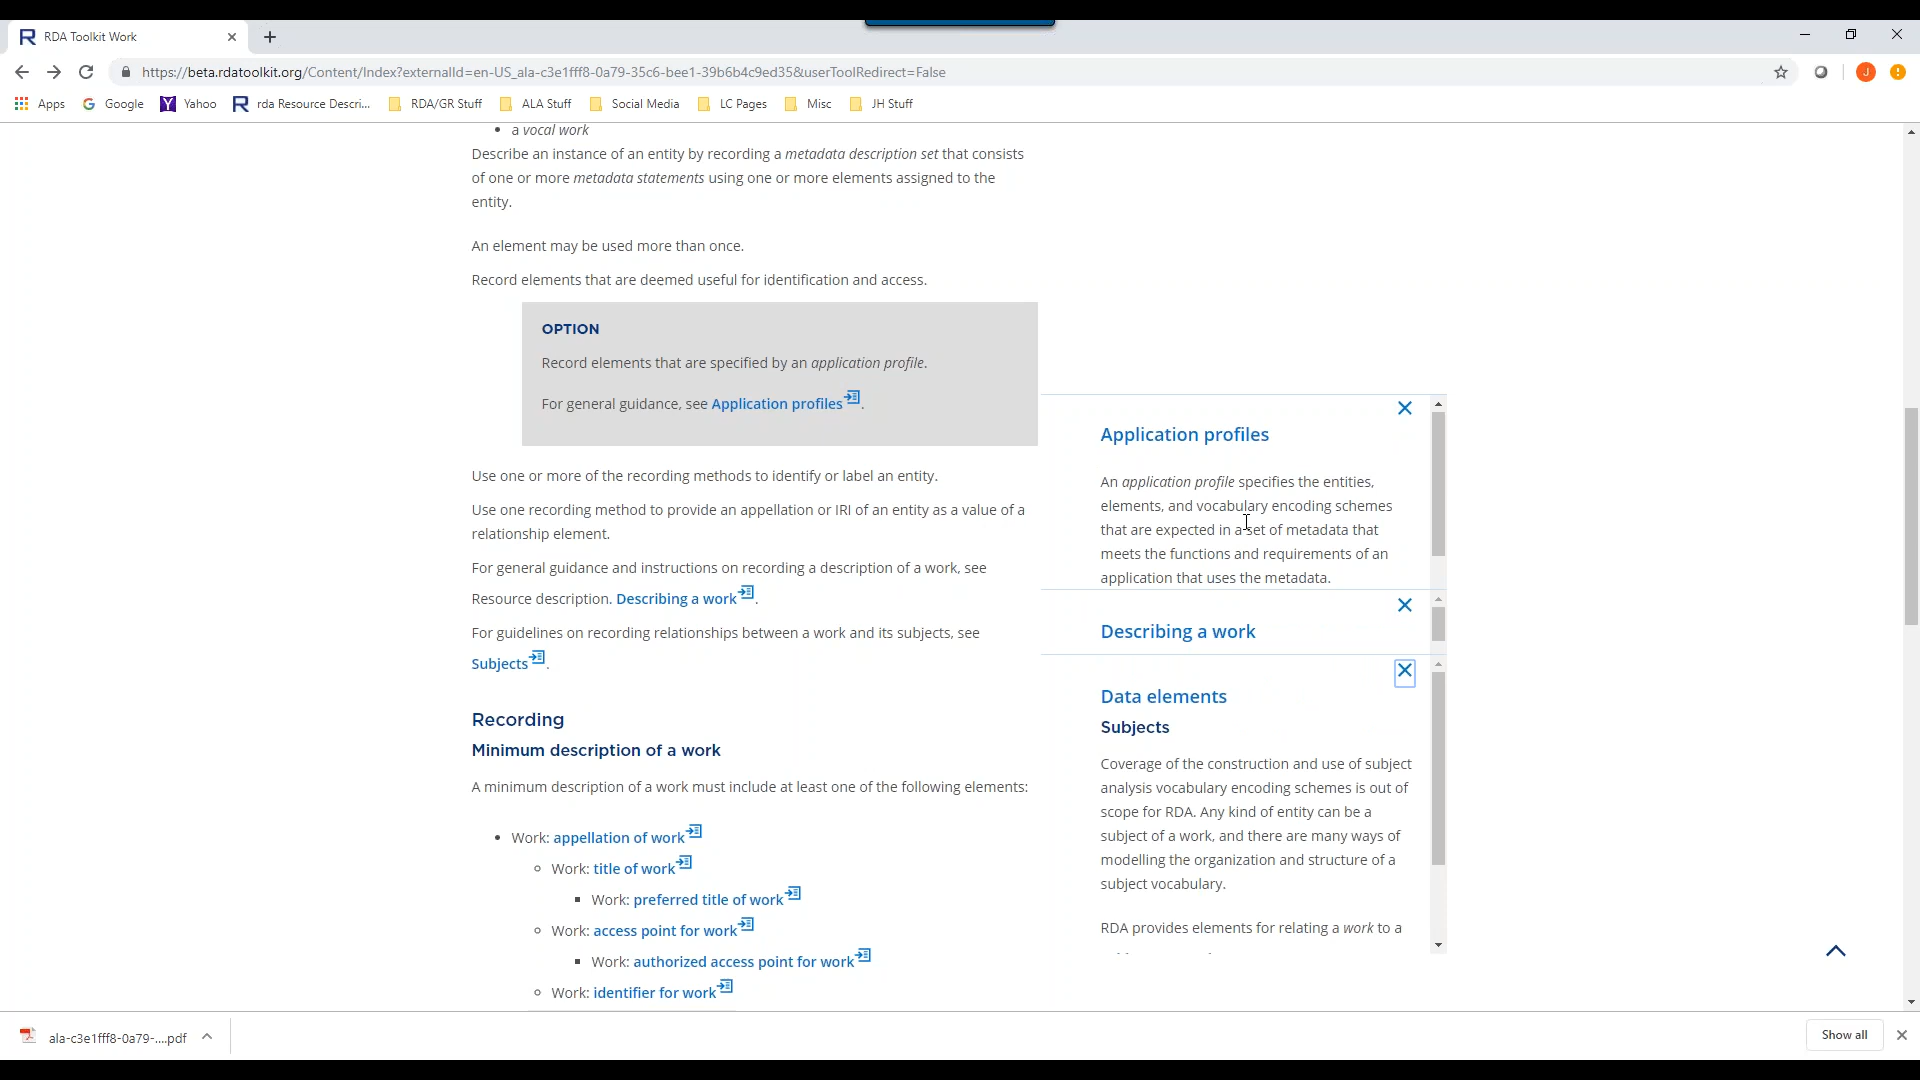 RDA Toolkit Work
https://beta.rdatoolkit.org/Content/Index?externalId=en-US_ala-c3e1fff8-0a79-35c6-bee1-39b6b4c9ed35&userToolRedirect=False
J
Apps Google Yahoo rda Resource Descri... RDA/GR Stuff ALA Stuff Social Media LC Pages Misc JH Stuff
• a vocal work
Describe an instance of an entity by recording a metadata description set that consists
of one or more metadata statements using one or more elements assigned to the
entity.
An element may be used more than once.
Record elements that are deemed useful for identification and access.
OPTION
Record elements that are specified by an application profile.
For general guidance, see Application profiles.
Use one or more of the recording methods to identify or label an entity.
Use one recording method to provide an appellation or IRI of an entity as a value of a
relationship element.
For general guidance and instructions on recording a description of a work, see
Resource description. Describing a work.
For guidelines on recording relationships between a work and its subjects, see
Subjects.
Recording
Minimum description of a work
A minimum description of a work must include at least one of the following elements:
• Work: appellation of work
○ Work: title of work
▪ Work: preferred title of work
○ Work: access point for work
▪ Work: authorized access point for work
○ Work: identifier for work
Application profiles
An application profile specifies the entities,
elements, and vocabulary encoding schemes
that are expected in a set of metadata that
meets the functions and requirements of an
application that uses the metadata.
Describing a work
Data elements
Subjects
Coverage of the construction and use of subject
analysis vocabulary encoding schemes is out of
scope for RDA. Any kind of entity can be a
subject of a work, and there are many ways of
modelling the organization and structure of a
subject vocabulary.
RDA provides elements for relating a work to a
ala-c3e1fff8-0a79-....pdf
Show all